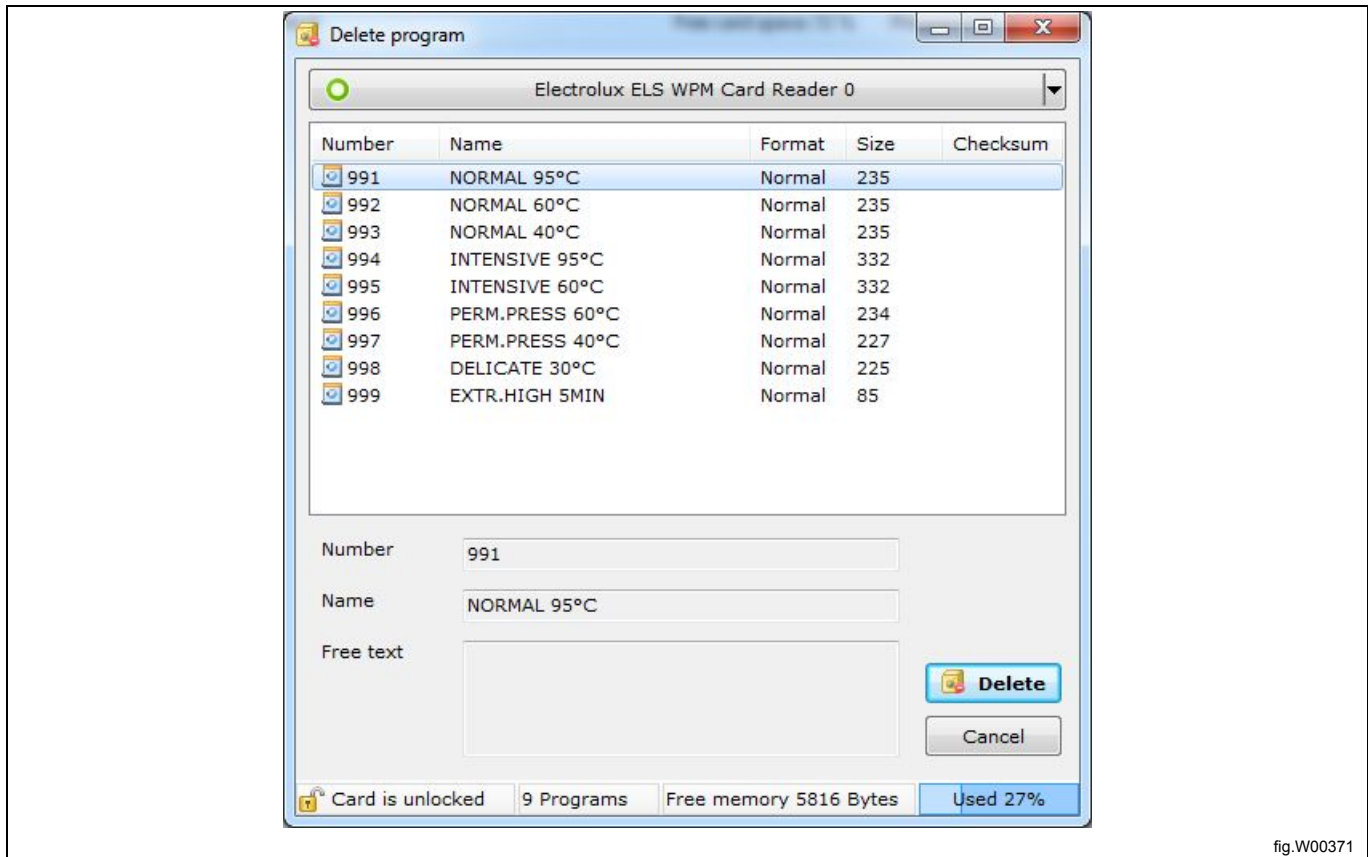 Delete program
Electrolux ELS WPM Card Reader 0
Number Name Format Size Checksum
991 NORMAL 95°C Normal 235
992 NORMAL 60°C Normal 235
993 NORMAL 40°C Normal 235
994 INTENSIVE 95°C Normal 332
995 INTENSIVE 60°C Normal 332
996 PERM.PRESS 60°C Normal 234
997 PERM.PRESS 40°C Normal 227
998 DELICATE 30°C Normal 225
999 EXTR.HIGH 5MIN Normal 85
Number 991
Name NORMAL 95°C
Free text
Delete
Cancel
Card is unlocked 9 Programs Free memory 5816 Bytes Used 27%
fig.W00371